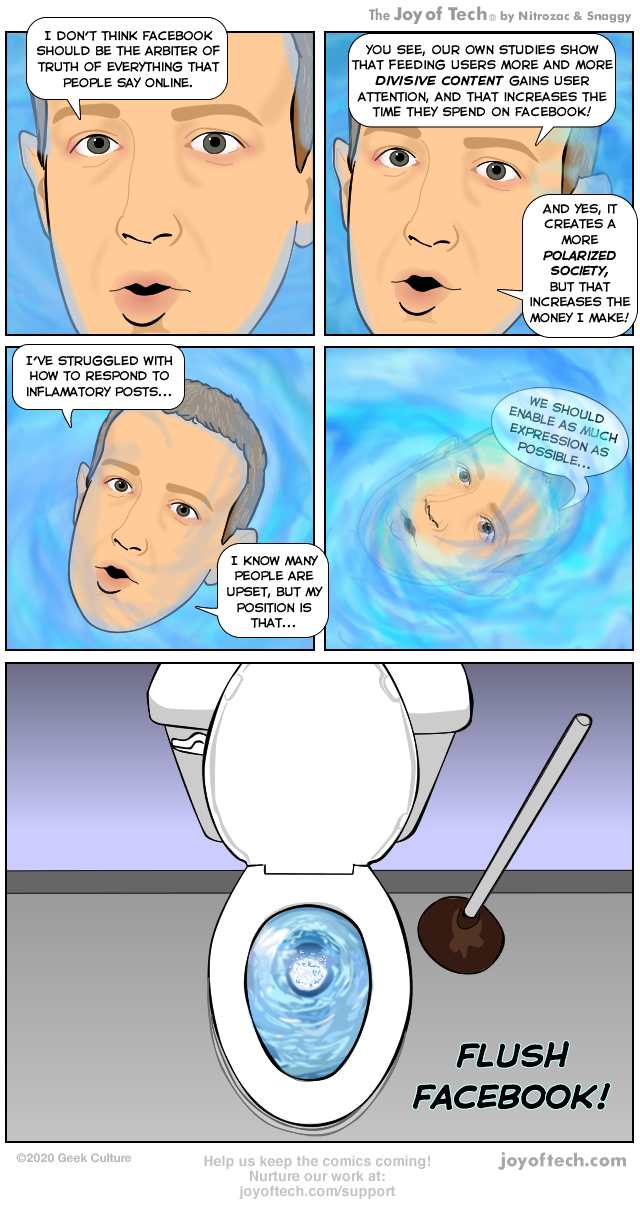 The Joy of Tech® by Nitrozac & Snaggy
I DON'T THINK FACEBOOK
SHOULD BE THE ARBITER OF
TRUTH OF EVERYTHING THAT
PEOPLE SAY ONLINE.
YOU SEE, OUR OWN STUDIES SHOW
THAT FEEDING USERS MORE AND MORE
DIVISIVE CONTENT GAINS USER
ATTENTION, AND THAT INCREASES THE
TIME THEY SPEND ON FACEBOOK!
AND YES, IT
CREATES A
MORE
POLARIZED
SOCIETY,
BUT THAT
INCREASES THE
MONEY I MAKE!
I'VE STRUGGLED WITH
HOW TO RESPOND TO
INFLAMATORY POSTS...
I KNOW MANY
PEOPLE ARE
UPSET, BUT MY
POSITION IS
THAT...
WE SHOULD
ENABLE AS MUCH
EXPRESSION AS
POSSIBLE...
FLUSH
FACEBOOK!
©2020 Geek Culture
Help us keep the comics coming!
Nurture our work at:
joyoftech.com/support
joyoftech.com